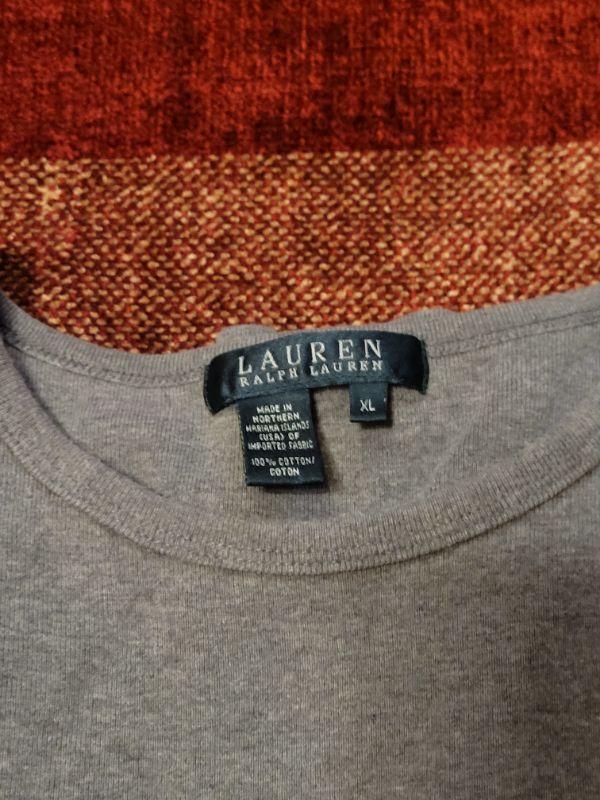 LAUREN
RALPH LAUREN
XL
MADE IN
NORTHERN
MARIANA ISLANDS
(USA) OF
IMPORTED FABRIC
100% COTTON/
COTON